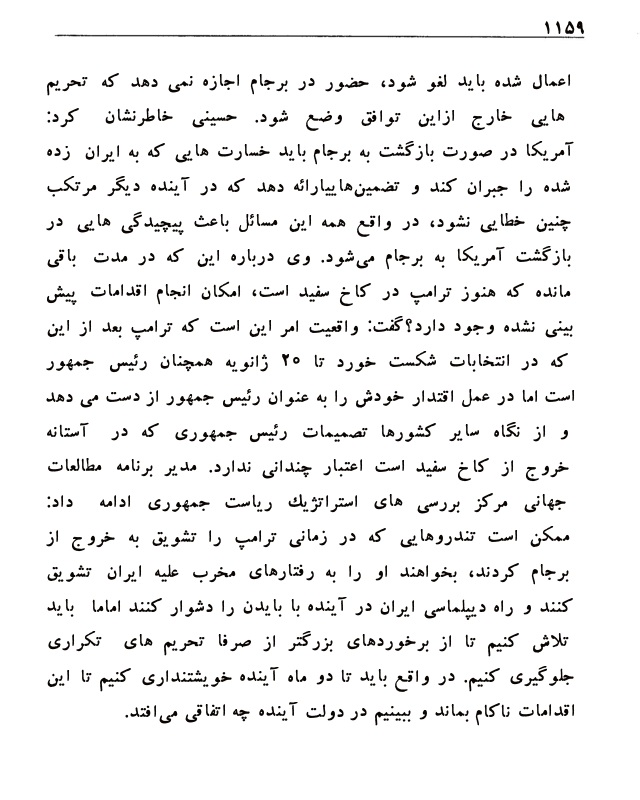 ۱۱۵۹
اعمال شده باید لغو شود، حضور در برجام اجازه نمی دهد که تحریم
هایی خارج ازاین توافق وضع شود. حسینی خاطرنشان کرد:
آمریکا در صورت بازگشت به برجام باید خسارت هایی که به ایران زده
شده را جبران کند و تضمین‌هاییارائه دهد که در آینده دیگر مرتکب
چنین خطایی نشود، در واقع همه این مسائل باعث پیچیدگی هایی در
بازگشت آمریکا به برجام می‌شود. وی درباره این که در مدت باقی
مانده که هنوز ترامپ در کاخ سفید است، امکان انجام اقدامات پیش
بینی نشده وجود دارد؟گفت: واقعیت امر این است که ترامپ بعد از این
که در انتخابات شکست خورد تا ۲۰ ژانویه همچنان رئیس جمهور
است اما در عمل اقتدار خودش را به عنوان رئیس جمهور از دست می دهد
و از نگاه سایر کشورها تصمیمات رئیس جمهوری که در آستانه
خروج از کاخ سفید است اعتبار چندانی ندارد. مدیر برنامه مطالعات
جهانی مرکز بررسی های استراتژیك ریاست جمهوری ادامه داد:
ممکن است تندروهایی که در زمانی ترامپ را تشویق به خروج از
برجام کردند، بخواهند او را به رفتارهای مخرب علیه ایران تشویق
کنند و راه دیپلماسی ایران در آینده با بایدن را دشوار کنند اماما باید
تلاش کنیم تا از برخوردهای بزرگتر از صرفا تحریم های تکراری
جلوگیری کنیم. در واقع باید تا دو ماه آینده خویشتنداری کنیم تا این
اقدامات ناکام بماند و ببینیم در دولت آینده چه اتفاقی می‌افتد.